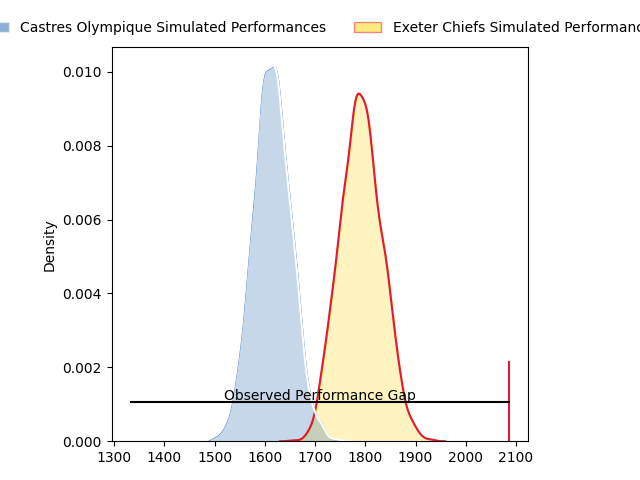 Castres Olympique Simulated Performances
Exeter Chiefs Simulated
0.010
0.008
0.006
0.004
0.002
0.000
Density
Observed Performance Gap
1300 1400 1500 1600 1700 1800 1900 2000 2100